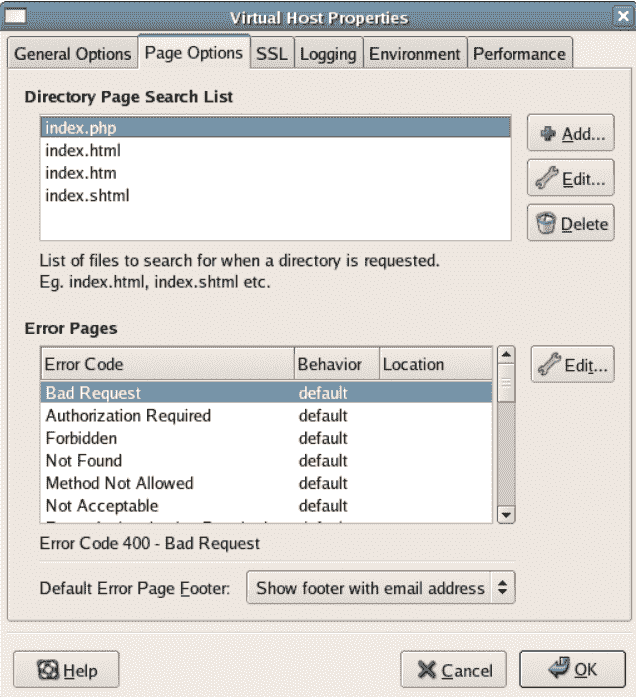 Virtual Host Properties
General Options Page Options SSL Logging Environment Performance
Directory Page Search List
index.php
index.html
index.htm
index.shtml
Add...
Edit...
Delete
List of files to search for when a directory is requested.
Eg. index.html, index.shtml etc.
Error Pages
Error Code Behavior Location
Edit...
Bad Request default
Authorization Required default
Forbidden default
Not Found default
Method Not Allowed default
Not Acceptable default
Error Code 400 - Bad Request
Default Error Page Footer: Show footer with email address
Help Cancel OK